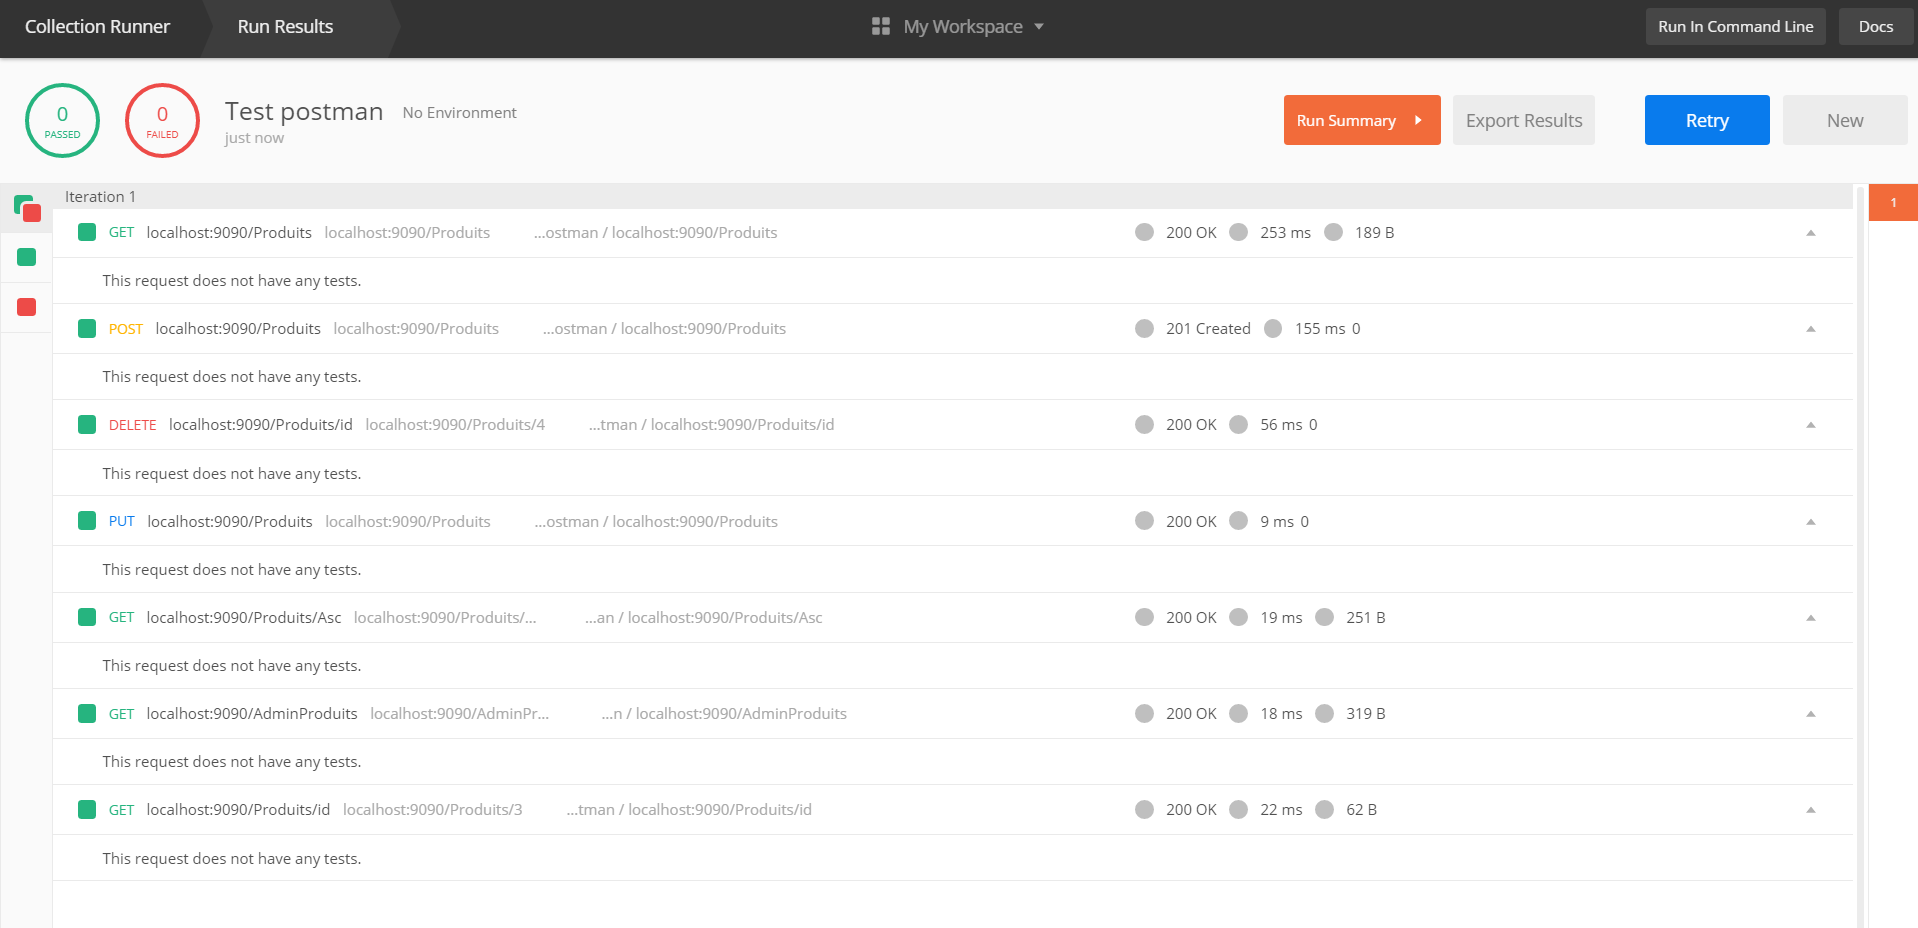 Collection Runner Run Results My Workspace Run In Command Line Docs
0 PASSED
0 FAILED
Test postman No Environment
just now
Run Summary Export Results Retry New
Iteration 1
1
GET localhost:9090/Produits localhost:9090/Produits ...ostman / localhost:9090/Produits 200 OK 253 ms 189 B
This request does not have any tests.
POST localhost:9090/Produits localhost:9090/Produits ...ostman / localhost:9090/Produits 201 Created 155 ms 0
This request does not have any tests.
DELETE localhost:9090/Produits/id localhost:9090/Produits/4 ...tman / localhost:9090/Produits/id 200 OK 56 ms 0
This request does not have any tests.
PUT localhost:9090/Produits localhost:9090/Produits ...ostman / localhost:9090/Produits 200 OK 9 ms 0
This request does not have any tests.
GET localhost:9090/Produits/Asc localhost:9090/Produits/... ...an / localhost:9090/Produits/Asc 200 OK 19 ms 251 B
This request does not have any tests.
GET localhost:9090/AdminProduits localhost:9090/AdminPr... ...n / localhost:9090/AdminProduits 200 OK 18 ms 319 B
This request does not have any tests.
GET localhost:9090/Produits/id localhost:9090/Produits/3 ...tman / localhost:9090/Produits/id 200 OK 22 ms 62 B
This request does not have any tests.